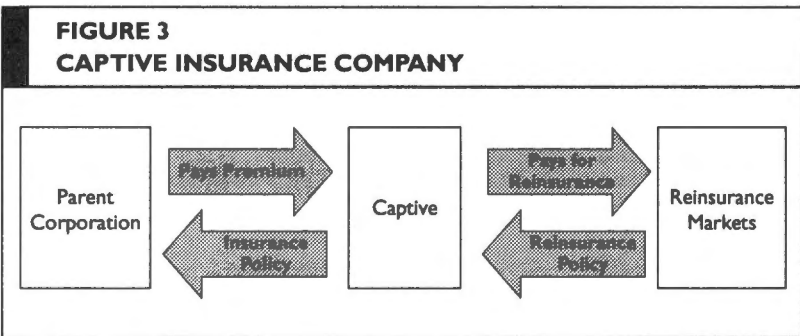 FIGURE 3
CAPTIVE INSURANCE COMPANY
Parent
Corporation
Pays Premium
Insurance
Policy
Captive
Pays for
Reinsurance
Reinsurance
Policy
Reinsurance
Markets